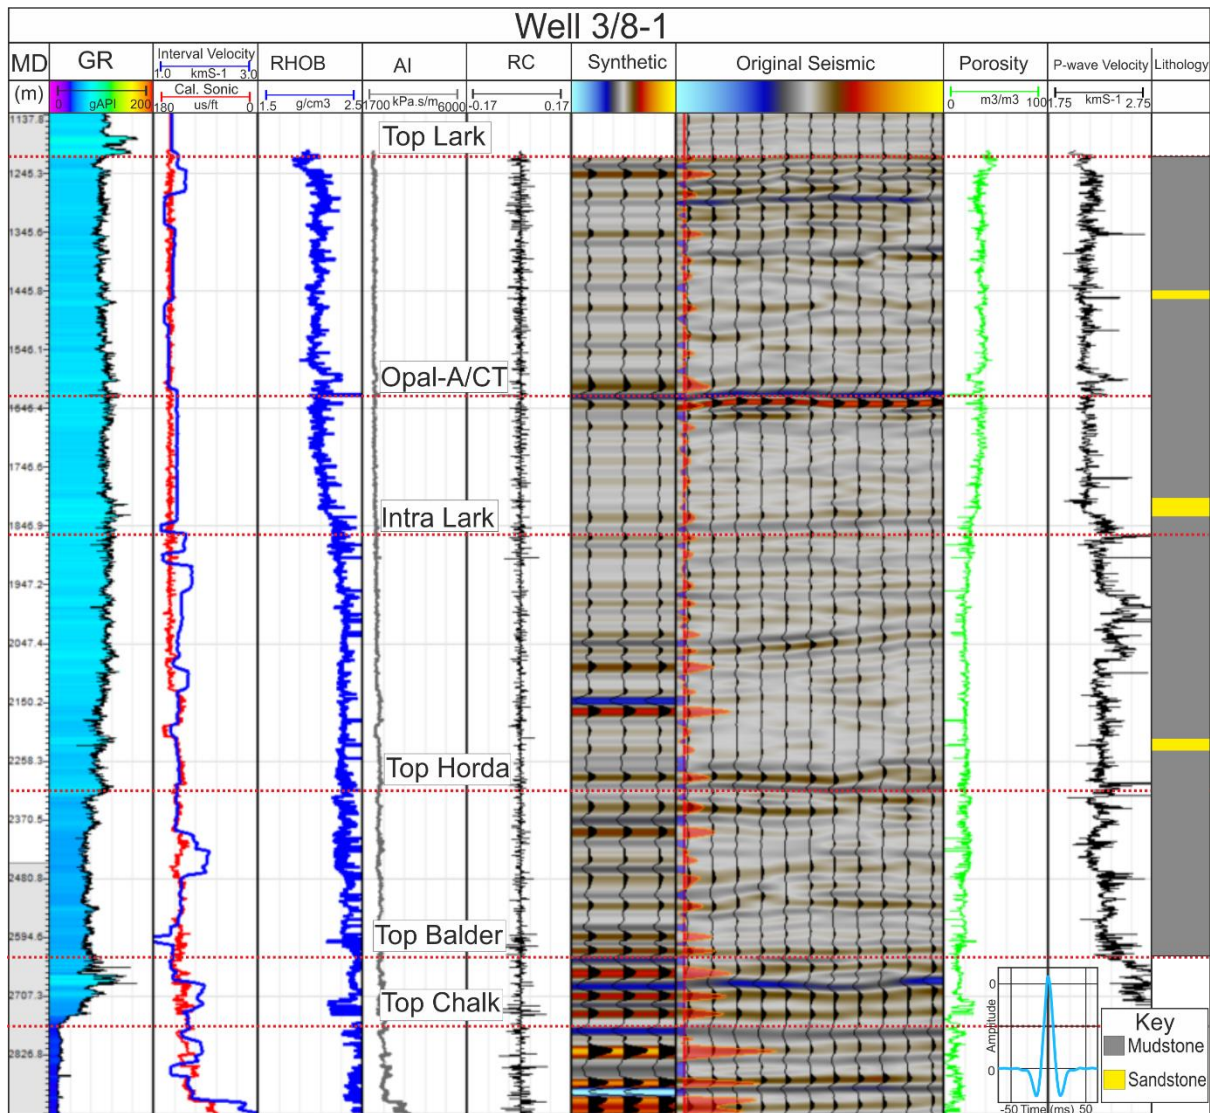 Well 3/8-1
MD
(m)
GR
0 gAPI 200
Interval Velocity
1.0 kmS-1 3.0
Cal. Sonic
180 us/ft 0
RHOB
1.5 g/cm3 2.5
AI
1700 kPa.s/m 6000
RC
-0.17 0.17
Synthetic
Original Seismic
Porosity
0 m3/m3 100
P-wave Velocity
1.75 kmS-1 2.75
Lithology
1137.8
Top Lark
1245.3
1345.6
1445.8
1546.1
Opal-A/CT
1646.4
1746.6
Intra Lark
1846.9
1947.2
2047.4
2150.2
2258.3
Top Horda
2370.5
2480.8
2594.6
Top Balder
2707.3
Top Chalk
2826.8
Amplitude
0
0
-50 Time (ms) 50
Key
Mudstone
Sandstone